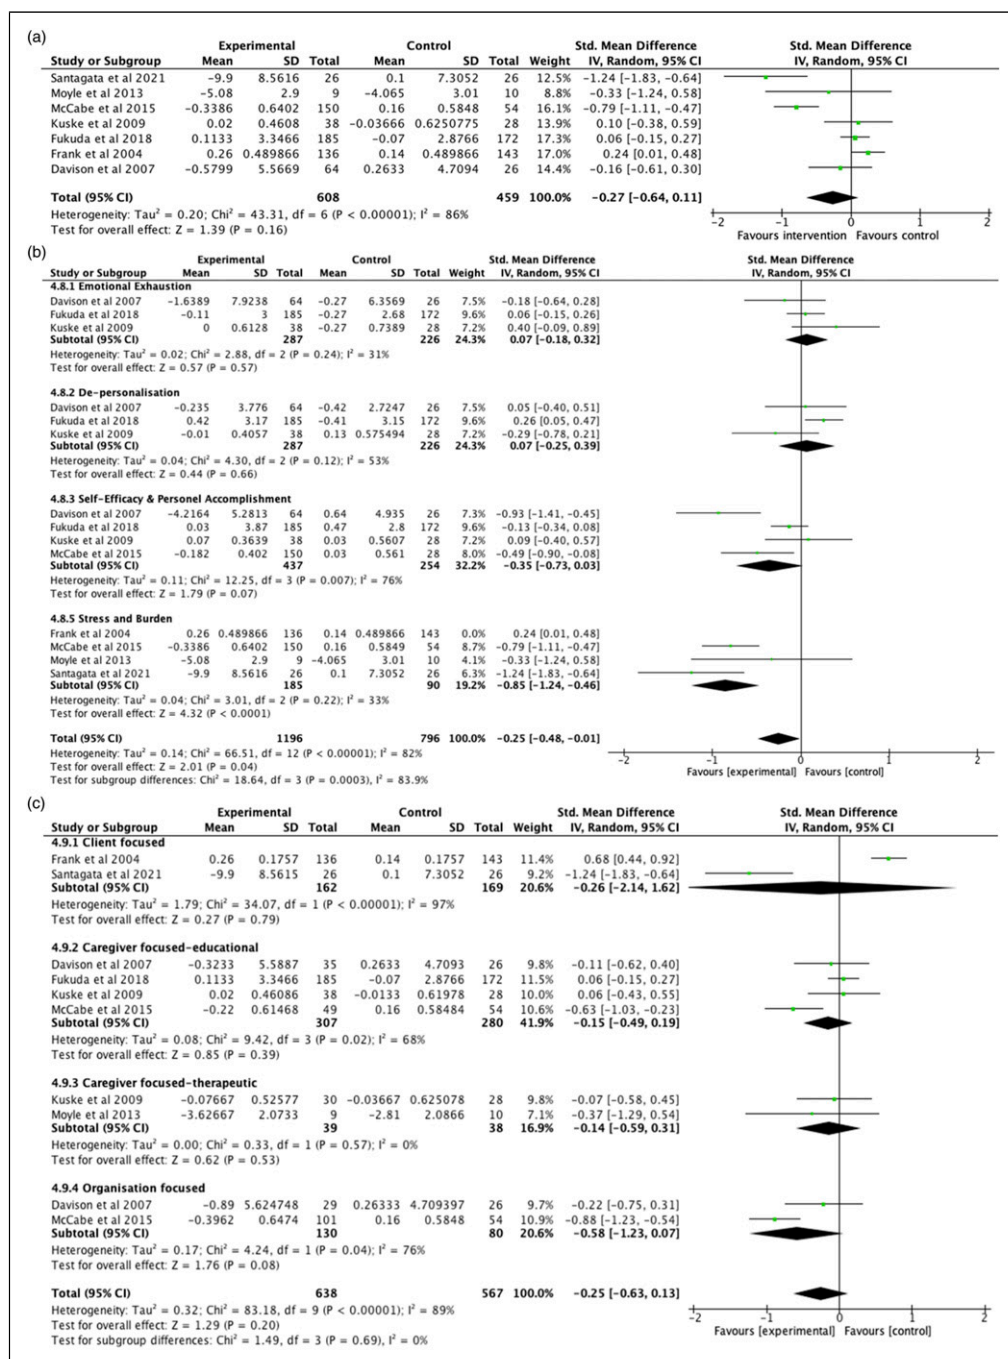 (a)
Experimental Control Std. Mean Difference Std. Mean Difference
Study or Subgroup Mean SD Total Mean SD Total Weight IV, Random, 95% CI IV, Random, 95% CI
Santagata et al 2021 -9.9 8.5616 26 0.1 7.3052 26 12.5% -1.24 [-1.83, -0.64]
Moyle et al 2013 -5.08 2.9 9 -4.065 3.01 10 8.8% -0.33 [-1.24, 0.58]
McCabe et al 2015 -0.3386 0.6402 150 0.16 0.5848 54 16.1% -0.79 [-1.11, -0.47]
Kuske et al 2009 0.02 0.4608 38 -0.03666 0.6250775 28 13.9% 0.10 [-0.38, 0.59]
Fukuda et al 2018 0.1133 3.3466 185 -0.07 2.8766 172 17.3% 0.06 [-0.15, 0.27]
Frank et al 2004 0.26 0.489866 136 0.14 0.489866 143 17.0% 0.24 [0.01, 0.48]
Davison et al 2007 -0.5799 5.5669 64 0.2633 4.7094 26 14.4% -0.16 [-0.61, 0.30]
Total (95% CI) 608 459 100.0% -0.27 [-0.64, 0.11]
Heterogeneity: Tau² = 0.20; Chi² = 43.31, df = 6 (P < 0.00001); I² = 86%
Test for overall effect: Z = 1.39 (P = 0.16)
-2 -1 0 1 2
Favours intervention Favours control
(b)
Experimental Control Std. Mean Difference Std. Mean Difference
Study or Subgroup Mean SD Total Mean SD Total Weight IV, Random, 95% CI IV, Random, 95% CI
4.8.1 Emotional Exhaustion
Davison et al 2007 -1.6389 7.9238 64 -0.27 6.3569 26 7.5% -0.18 [-0.64, 0.28]
Fukuda et al 2018 -0.11 3 185 -0.27 2.68 172 9.6% 0.06 [-0.15, 0.26]
Kuske et al 2009 0 0.6128 38 -0.27 0.7389 28 7.2% 0.40 [-0.09, 0.89]
Subtotal (95% CI) 287 226 24.3% 0.07 [-0.18, 0.32]
Heterogeneity: Tau² = 0.02; Chi² = 2.88, df = 2 (P = 0.24); I² = 31%
Test for overall effect: Z = 0.57 (P = 0.57)
4.8.2 De-personalisation
Davison et al 2007 -0.235 3.776 64 -0.42 2.7247 26 7.5% 0.05 [-0.40, 0.51]
Fukuda et al 2018 0.42 3.17 185 -0.41 3.15 172 9.6% 0.26 [0.05, 0.47]
Kuske et al 2009 -0.01 0.4057 38 0.13 0.575494 28 7.2% -0.29 [-0.78, 0.21]
Subtotal (95% CI) 287 226 24.3% 0.07 [-0.25, 0.39]
Heterogeneity: Tau² = 0.04; Chi² = 4.30, df = 2 (P = 0.12); I² = 53%
Test for overall effect: Z = 0.44 (P = 0.66)
4.8.3 Self-Efficacy & Personel Accomplishment
Davison et al 2007 -4.2164 5.2813 64 0.64 4.935 26 7.3% -0.93 [-1.41, -0.45]
Fukuda et al 2018 0.03 3.87 185 0.47 2.8 172 9.6% -0.13 [-0.34, 0.08]
Kuske et al 2009 0.07 0.3639 38 0.03 0.5607 28 7.2% 0.09 [-0.40, 0.57]
McCabe et al 2015 -0.182 0.402 150 0.03 0.561 28 8.0% -0.49 [-0.90, -0.08]
Subtotal (95% CI) 437 254 32.2% -0.35 [-0.73, 0.03]
Heterogeneity: Tau² = 0.11; Chi² = 12.25, df = 3 (P = 0.007); I² = 76%
Test for overall effect: Z = 1.79 (P = 0.07)
4.8.5 Stress and Burden
Frank et al 2004 0.26 0.489866 136 0.14 0.489866 143 0.0% 0.24 [0.01, 0.48]
McCabe et al 2015 -0.3386 0.6402 150 0.16 0.5849 54 8.7% -0.79 [-1.11, -0.47]
Moyle et al 2013 -5.08 2.9 9 -4.065 3.01 10 4.1% -0.33 [-1.24, 0.58]
Santagata et al 2021 -9.9 8.5616 26 0.1 7.3052 26 6.3% -1.24 [-1.83, -0.64]
Subtotal (95% CI) 185 90 19.2% -0.85 [-1.24, -0.46]
Heterogeneity: Tau² = 0.04; Chi² = 3.01, df = 2 (P = 0.22); I² = 33%
Test for overall effect: Z = 4.32 (P < 0.0001)
Total (95% CI) 1196 796 100.0% -0.25 [-0.48, -0.01]
Heterogeneity: Tau² = 0.14; Chi² = 66.51, df = 12 (P < 0.00001); I² = 82%
Test for overall effect: Z = 2.01 (P = 0.04)
Test for subgroup differences: Chi² = 18.64, df = 3 (P = 0.0003), I² = 83.9%
-2 -1 0 1 2
Favours [experimental] Favours [control]
(c)
Experimental Control Std. Mean Difference Std. Mean Difference
Study or Subgroup Mean SD Total Mean SD Total Weight IV, Random, 95% CI IV, Random, 95% CI
4.9.1 Client focused
Frank et al 2004 0.26 0.1757 136 0.14 0.1757 143 11.4% 0.68 [0.44, 0.92]
Santagata et al 2021 -9.9 8.5615 26 0.1 7.3052 26 9.2% -1.24 [-1.83, -0.64]
Subtotal (95% CI) 162 169 20.6% -0.26 [-2.14, 1.62]
Heterogeneity: Tau² = 1.79; Chi² = 34.07, df = 1 (P < 0.00001); I² = 97%
Test for overall effect: Z = 0.27 (P = 0.79)
4.9.2 Caregiver focused-educational
Davison et al 2007 -0.3233 5.5887 35 0.2633 4.7093 26 9.8% -0.11 [-0.62, 0.40]
Fukuda et al 2018 0.1133 3.3466 185 -0.07 2.8766 172 11.5% 0.06 [-0.15, 0.27]
Kuske et al 2009 0.02 0.46086 38 -0.0133 0.61978 28 10.0% 0.06 [-0.43, 0.55]
McCabe et al 2015 -0.22 0.61468 49 0.16 0.58484 54 10.6% -0.63 [-1.03, -0.23]
Subtotal (95% CI) 307 280 41.9% -0.15 [-0.49, 0.19]
Heterogeneity: Tau² = 0.08; Chi² = 9.42, df = 3 (P = 0.02); I² = 68%
Test for overall effect: Z = 0.85 (P = 0.39)
4.9.3 Caregiver focused-therapeutic
Kuske et al 2009 -0.07667 0.52577 30 -0.03667 0.625078 28 9.8% -0.07 [-0.58, 0.45]
Moyle et al 2013 -3.62667 2.0733 9 -2.81 2.0866 10 7.1% -0.37 [-1.29, 0.54]
Subtotal (95% CI) 39 38 16.9% -0.14 [-0.59, 0.31]
Heterogeneity: Tau² = 0.00; Chi² = 0.33, df = 1 (P = 0.57); I² = 0%
Test for overall effect: Z = 0.62 (P = 0.53)
4.9.4 Organisation focused
Davison et al 2007 -0.89 5.624748 29 0.26333 4.709397 26 9.7% -0.22 [-0.75, 0.31]
McCabe et al 2015 -0.3962 0.6474 101 0.16 0.5848 54 10.9% -0.88 [-1.23, -0.54]
Subtotal (95% CI) 130 80 20.6% -0.58 [-1.23, 0.07]
Heterogeneity: Tau² = 0.17; Chi² = 4.24, df = 1 (P = 0.04); I² = 76%
Test for overall effect: Z = 1.76 (P = 0.08)
Total (95% CI) 638 567 100.0% -0.25 [-0.63, 0.13]
Heterogeneity: Tau² = 0.32; Chi² = 83.18, df = 9 (P < 0.00001); I² = 89%
Test for overall effect: Z = 1.29 (P = 0.20)
Test for subgroup differences: Chi² = 1.49, df = 3 (P = 0.69), I² = 0%
-2 -1 0 1 2
Favours [experimental] Favours [control]